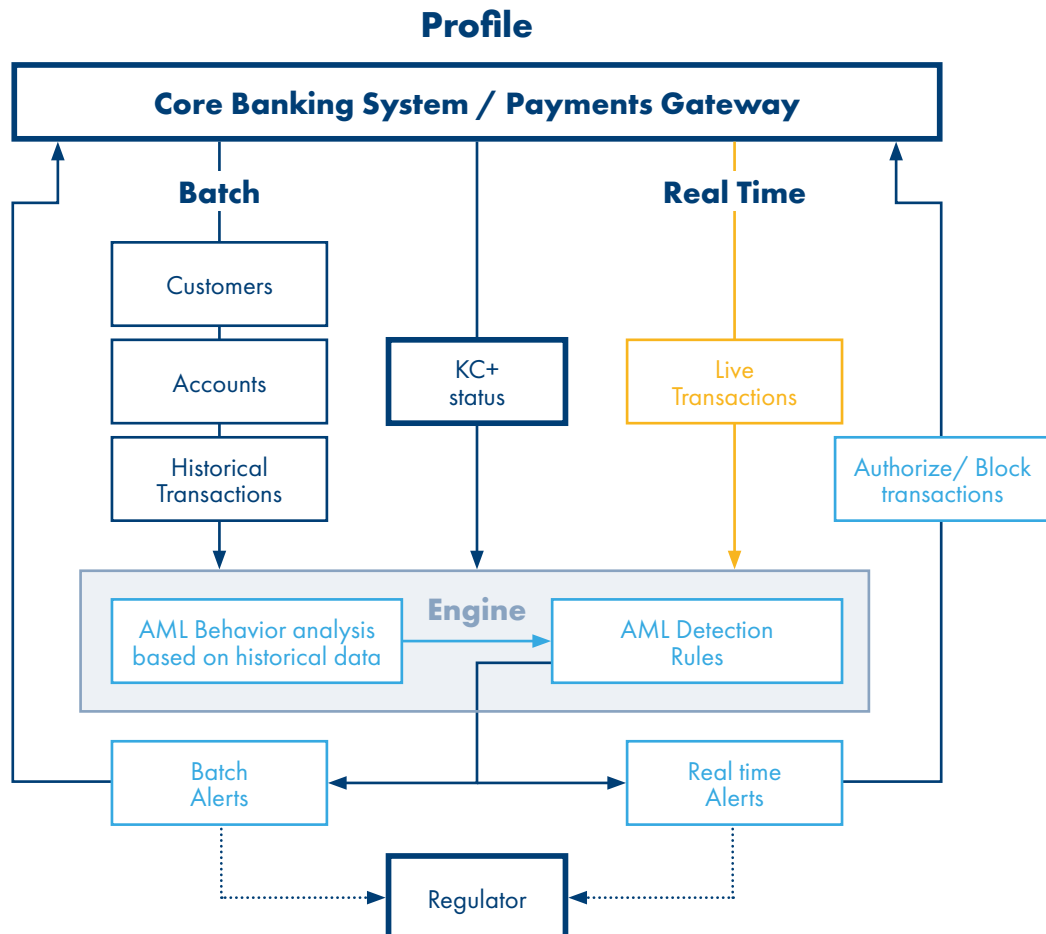 Profile
Core Banking System / Payments Gateway
Batch
Real Time
Customers
Accounts
KC+
status
Live
Transactions
Historical
Transactions
Authorize/ Block
transactions
Engine
AML Behavior analysis
based on historical data
AML Detection
Rules
Batch
Alerts
Real time
Alerts
Regulator